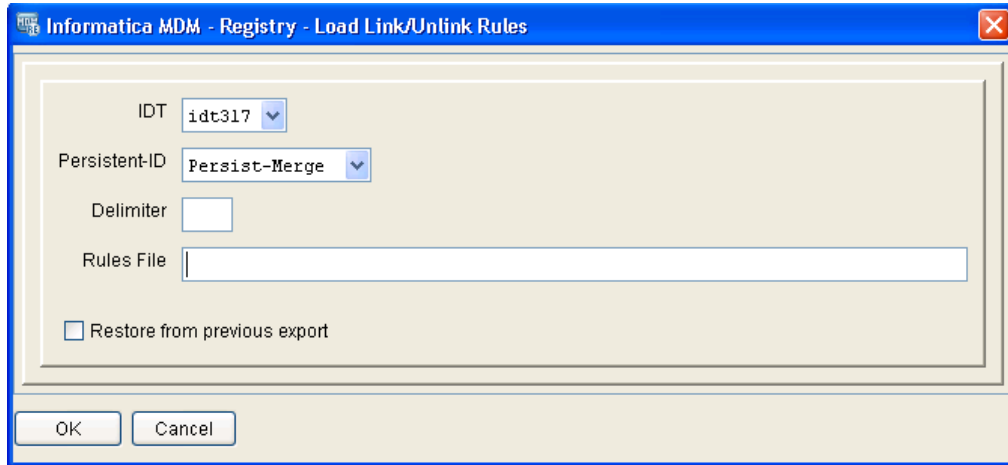 Informatica MDM - Registry - Load Link/Unlink Rules
IDT idt317
Persistent-ID Persist-Merge
Delimiter
Rules File
Restore from previous export
OK Cancel